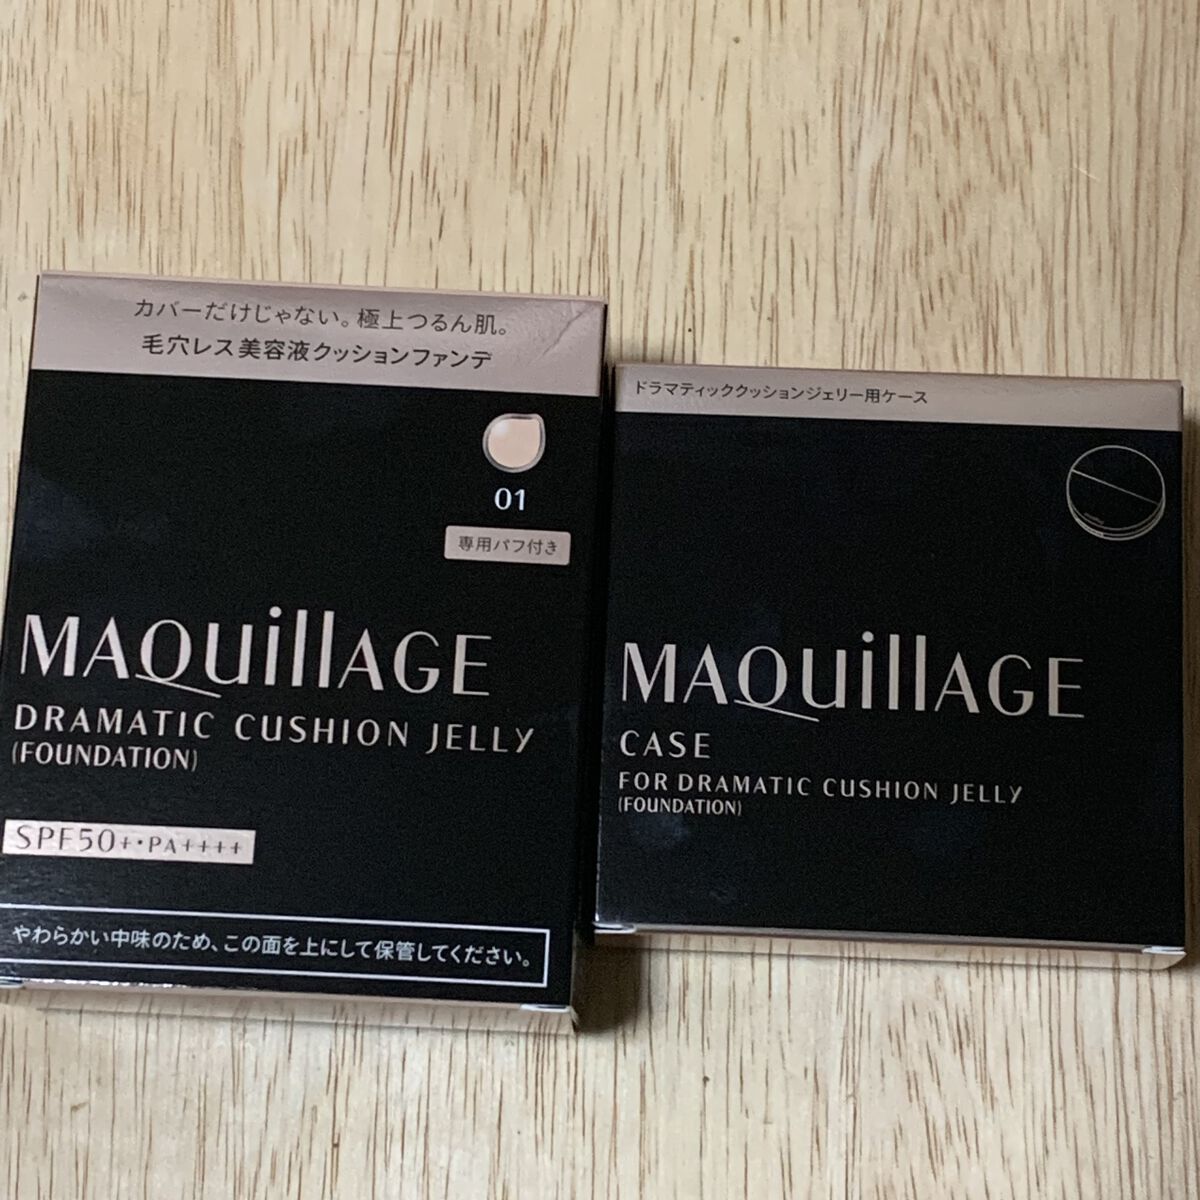 カバーだけじゃない。極上つるん肌。
毛穴レス美容液クッションファンデ
01
専用パフ付き
MAQuillAGE
DRAMATIC CUSHION JELLY
(FOUNDATION)
SPF50+・PA++++
やわらかい中味のため、この面を上にして保管してください。
ドラマティッククッションジェリー用ケース
MAQuillAGE
CASE
FOR DRAMATIC CUSHION JELLY
(FOUNDATION)